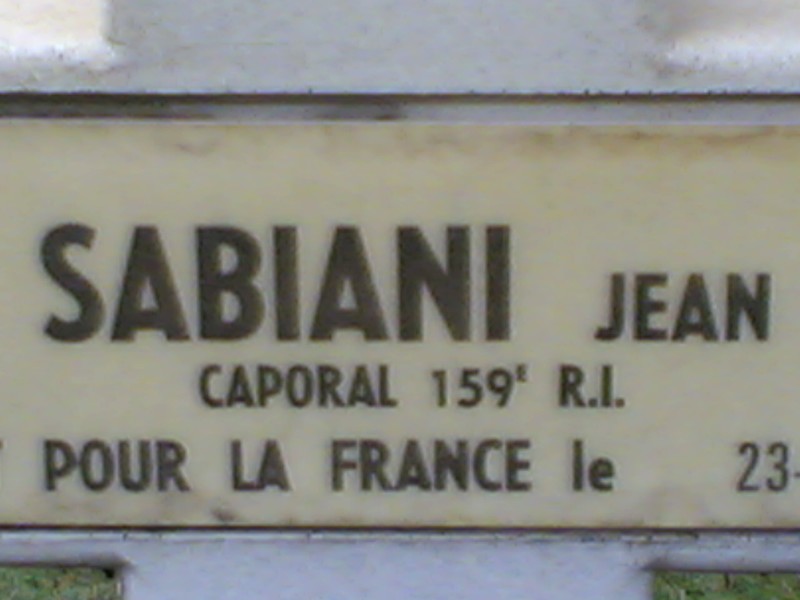 SABIANI JEAN
CAPORAL 159E R.I.
POUR LA FRANCE le 23-